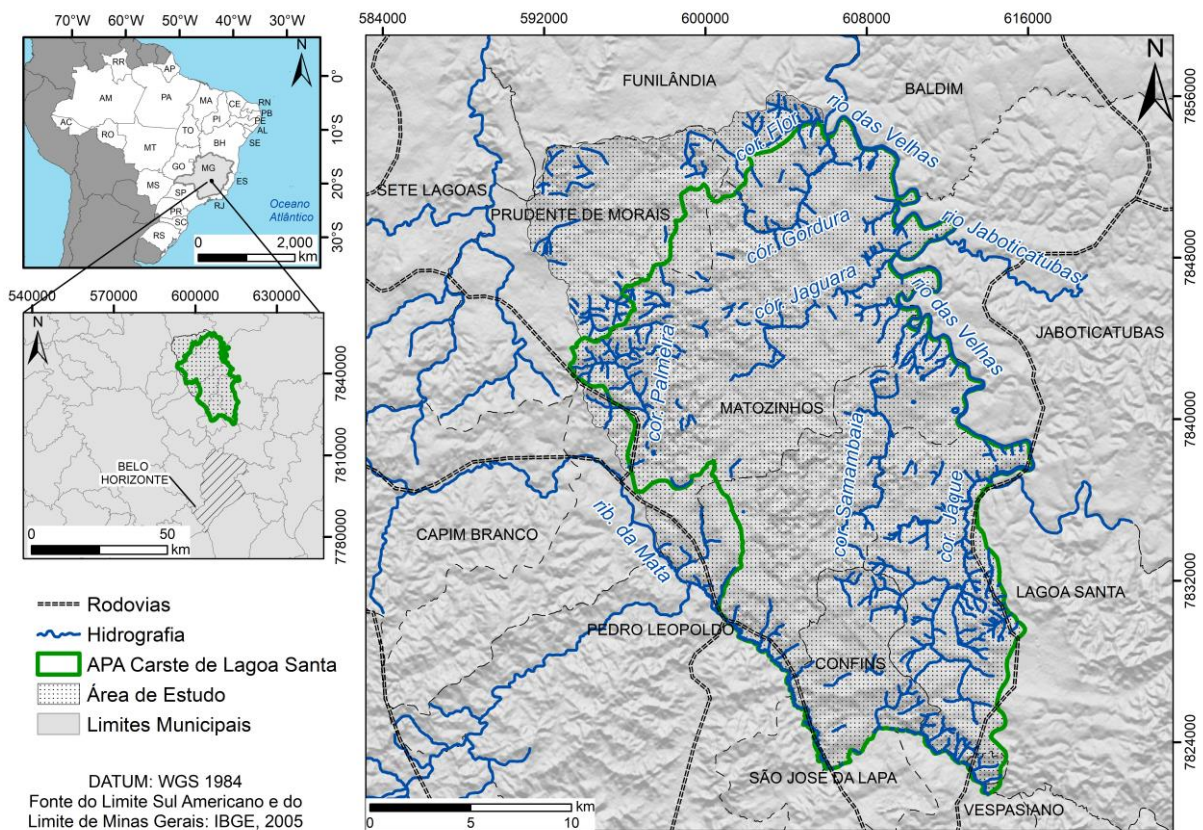 70°W 60°W 50°W 40°W 30°W
N
0°
10°S
20°S
30°S
RR
AP
AM
PA
MA
CE
RN
PB
PE
AL
SE
PI
AC
RO
TO
BH
MT
GO
MG
ES
MS
SP
RJ
PR
SC
RS
Oceano
Atlântico
0 2,000
km
540000 570000 600000 630000
N
7840000
7810000
7780000
BELO
HORIZONTE
0 50
km
Rodovias
Hidrografia
APA Carste de Lagoa Santa
Área de Estudo
Limites Municipais
DATUM: WGS 1984
Fonte do Limite Sul Americano e do
Limite de Minas Gerais: IBGE, 2005
584000 592000 600000 608000 616000
N
7856000
7848000
7840000
7832000
7824000
FUNILÂNDIA
BALDIM
rio das Velhas
cór. Flor
SETE LAGOAS
PRUDENTE DE MORAIS
cór. Gordura
rio Jaboticatubas
cór. Jaguara
rio das Velhas
JABOTICATUBAS
cór. Palmeira
MATOZINHOS
cór. Samambaia
cór. Jaque
CAPIM BRANCO
rib. da Mata
LAGOA SANTA
PEDRO LEOPOLDO
CONFINS
SÃO JOSÉ DA LAPA
VESPASIANO
0 5 10
km